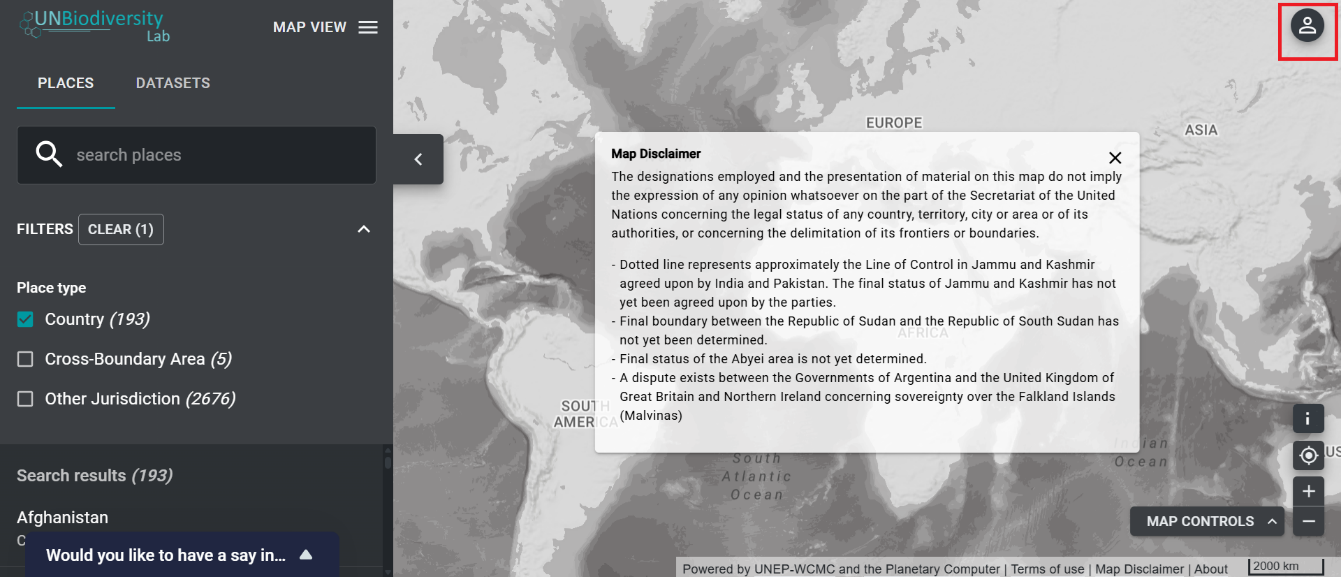 UNBiodiversity
Lab
MAP VIEW
PLACES
DATASETS
search places
FILTERS
CLEAR (1)
Place type
Country (193)
Cross-Boundary Area (5)
Other Jurisdiction (2676)
Search results (193)
Afghanistan
Would you like to have a say in...
EUROPE
ASIA
Map Disclaimer
The designations employed and the presentation of material on this map do not imply
the expression of any opinion whatsoever on the part of the Secretariat of the United
Nations concerning the legal status of any country, territory, city or area or of its
authorities, or concerning the delimitation of its frontiers or boundaries.
- Dotted line represents approximately the Line of Control in Jammu and Kashmir
agreed upon by India and Pakistan. The final status of Jammu and Kashmir has not
yet been agreed upon by the parties.
- Final boundary between the Republic of Sudan and the Republic of South Sudan has
not yet been determined.
- Final status of the Abyei area is not yet determined.
- A dispute exists between the Governments of Argentina and the United Kingdom of
Great Britain and Northern Ireland concerning sovereignty over the Falkland Islands
(Malvinas)
AFRICA
SOUTH
AMERICA
South
Atlantic
Ocean
Indian
Ocean
MAP CONTROLS
Powered by UNEP-WCMC and the Planetary Computer | Terms of use | Map Disclaimer | About
2000 km